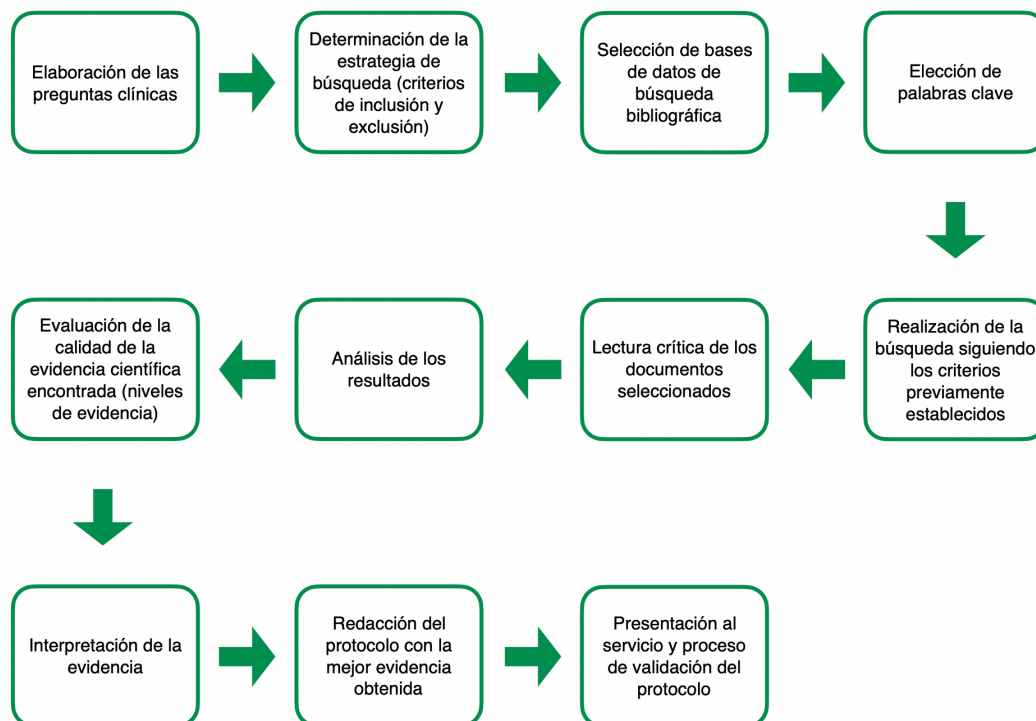 Elaboración de las
preguntas clínicas
Determinación de la
estrategia de
búsqueda (criterios
de inclusión y
exclusión)
Selección de bases
de datos de
búsqueda
bibliográfica
Elección de
palabras clave
Realización de la
búsqueda siguiendo
los criterios
previamente
establecidos
Lectura crítica de los
documentos
seleccionados
Análisis de los
resultados
Evaluación de la
calidad de la
evidencia científica
encontrada (niveles
de evidencia)
Interpretación de la
evidencia
Redacción del
protocolo con la
mejor evidencia
obtenida
Presentación al
servicio y proceso
de validación del
protocolo